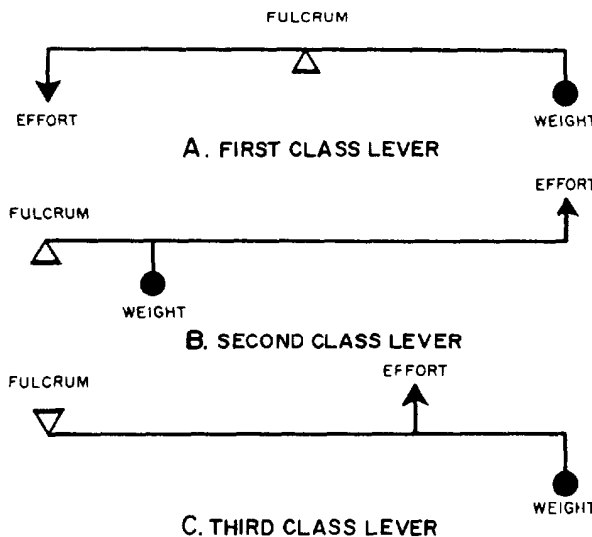 FULCRUM
EFFORT
WEIGHT
A. FIRST CLASS LEVER
EFFORT
FULCRUM
WEIGHT
B. SECOND CLASS LEVER
FULCRUM
EFFORT
WEIGHT
C. THIRD CLASS LEVER